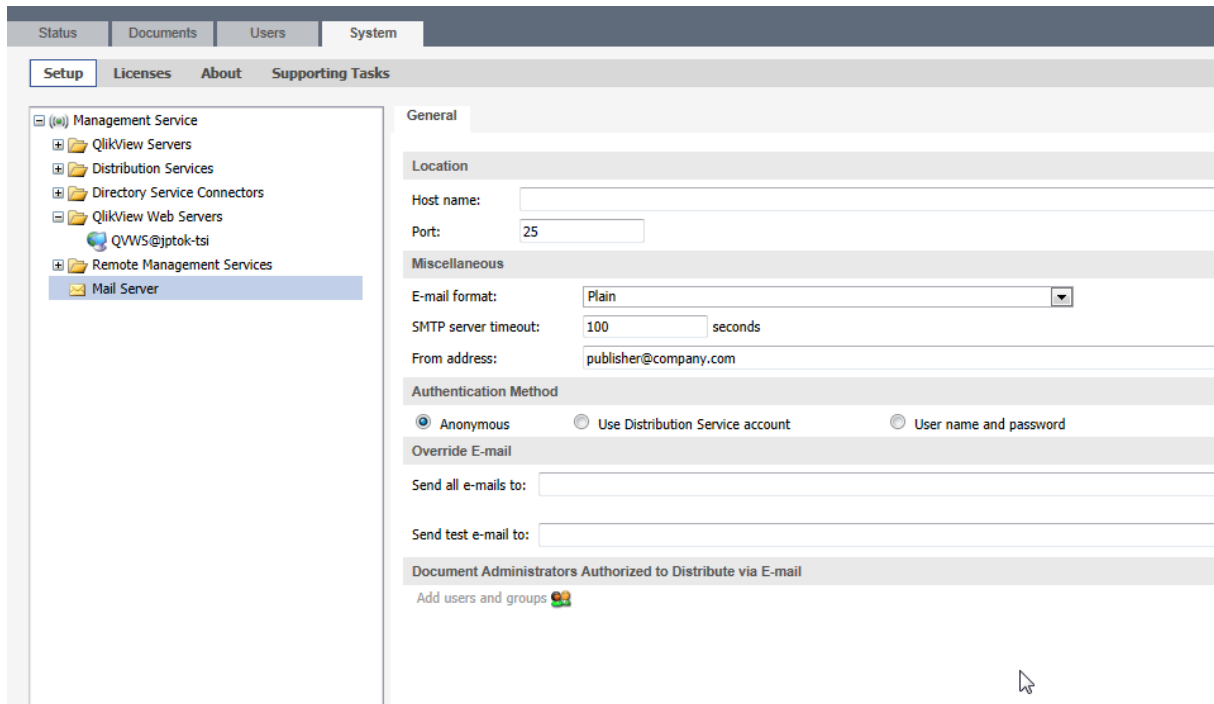 Status Documents Users System
Setup Licenses About Supporting Tasks
Management Service
QlikView Servers
Distribution Services
Directory Service Connectors
QlikView Web Servers
QVWS@jptok-tsi
Remote Management Services
Mail Server
General
Location
Host name:
Port: 25
Miscellaneous
E-mail format: Plain
SMTP server timeout: 100 seconds
From address: publisher@company.com
Authentication Method
Anonymous Use Distribution Service account User name and password
Override E-mail
Send all e-mails to:
Send test e-mail to:
Document Administrators Authorized to Distribute via E-mail
Add users and groups